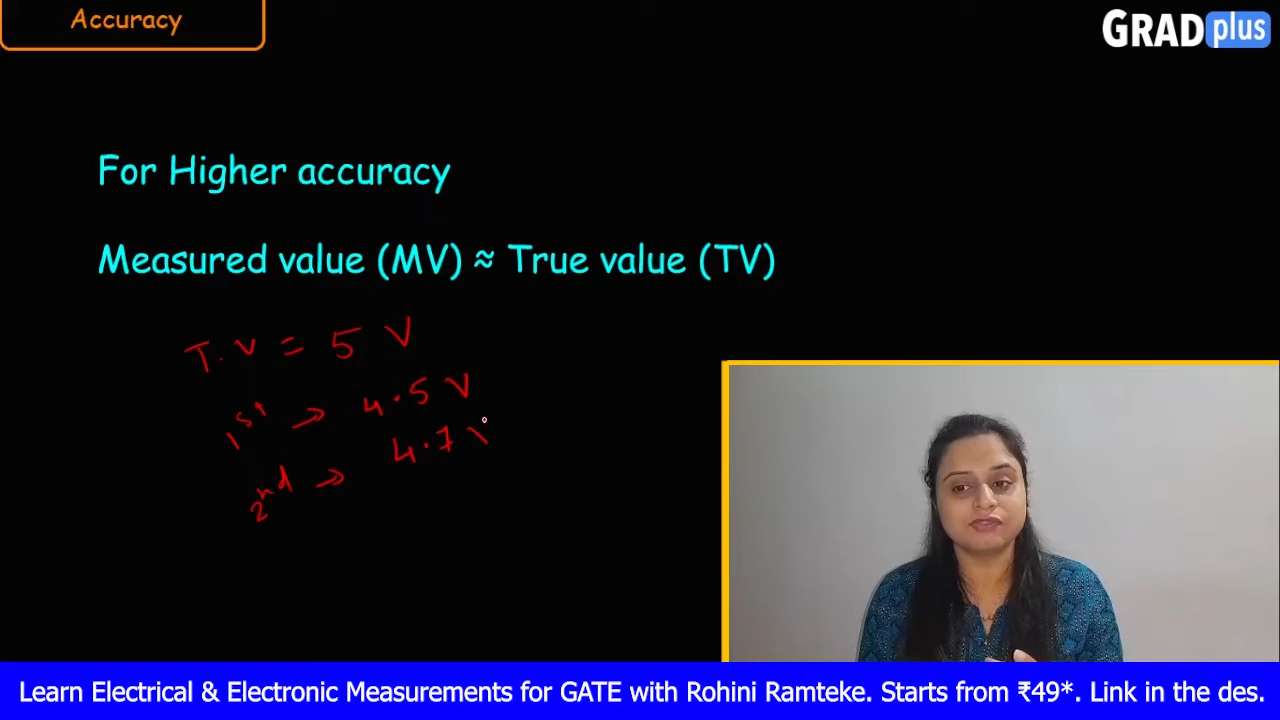 Accuracy
GRADplus
For Higher accuracy
Measured value (MV) ≈ True value (TV)
T.V = 5 V
1st → 4.5 V
2nd → 4.7 V
Learn Electrical & Electronic Measurements for GATE with Rohini Ramteke. Starts from ₹49*. Link in the des.